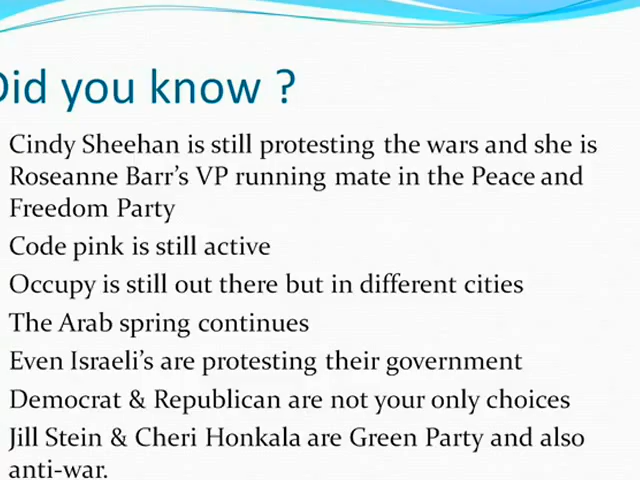 Did you know ?
Cindy Sheehan is still protesting the wars and she is
Roseanne Barr’s VP running mate in the Peace and
Freedom Party
Code pink is still active
Occupy is still out there but in different cities
The Arab spring continues
Even Israeli’s are protesting their government
Democrat & Republican are not your only choices
Jill Stein & Cheri Honkala are Green Party and also
anti-war.